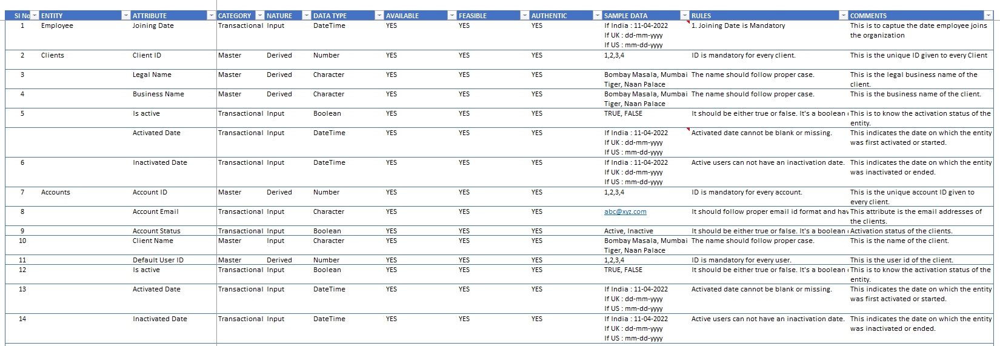 SI No ENTITY ATTRIBUTE CATEGORY NATURE DATA TYPE AVAILABLE FEASIBLE AUTHENTIC SAMPLE DATA RULES COMMENTS
1 Employee Joining Date Transactional Input DateTime YES YES YES If India : 11-04-2022 1. Joining Date is Mandatory This is to captue the date employee joins
If UK : dd-mm-yyyy the organization
If US : mm-dd-yyyy
2 Clients Client ID Master Derived Number YES YES YES 1,2,3,4 ID is mandatory for every client. This is the unique ID given to every Client
3 Legal Name Master Derived Character YES YES YES Bombay Masala, Mumbai The name should follow proper case. This is the legal business name of the
Tiger, Naan Palace client.
4 Business Name Master Derived Character YES YES YES Bombay Masala, Mumbai The name should follow proper case. This is the business name of the client.
Tiger, Naan Palace
5 Is active Transactional Input Boolean YES YES YES TRUE, FALSE It should be either true or false. It's a boolean This is to know the activation status of the
entity.
Activated Date Transactional Input DateTime YES YES YES If India : 11-04-2022 Activated date cannot be blank or missing. This indicates the date on which the entity
If UK : dd-mm-yyyy was first activated or started.
If US : mm-dd-yyyy
6 Inactivated Date Transactional Input DateTime YES YES YES If India : 11-04-2022 Active users can not have an inactivation date. This indicates the date on which the entity
If UK : dd-mm-yyyy was inactivated or ended.
If US : mm-dd-yyyy
7 Accounts Account ID Master Derived Number YES YES YES 1,2,3,4 ID is mandatory for every account. This is the unique account ID given to
every client.
8 Account Email Transactional Input Character YES YES YES abc@xyz.com It should follow proper email id format and This attribute is the email addresses of
the clients.
9 Account Status Transactional Input Boolean YES YES YES Active, Inactive It should be either true or false. It's a boolean Activation status of the clients.
10 Client Name Master Input Character YES YES YES Bombay Masala, Mumbai The name should follow proper case. This is the name of the client.
Tiger, Naan Palace
11 Default User ID Master Derived Number YES YES YES 1,2,3,4 ID is mandatory for every user. This is the user id of the client.
12 Is active Transactional Input Boolean YES YES YES TRUE, FALSE It should be either true or false. It's a boolean This is to know the activation status of the
entity.
13 Activated Date Transactional Input DateTime YES YES YES If India : 11-04-2022 Activated date cannot be blank or missing. This indicates the date on which the entity
If UK : dd-mm-yyyy was first activated or started.
If US : mm-dd-yyyy
14 Inactivated Date Transactional Input DateTime YES YES YES If India : 11-04-2022 Active users can not have an inactivation date. This indicates the date on which the entity
If UK : dd-mm-yyyy was inactivated or ended.
If US : mm-dd-yyyy